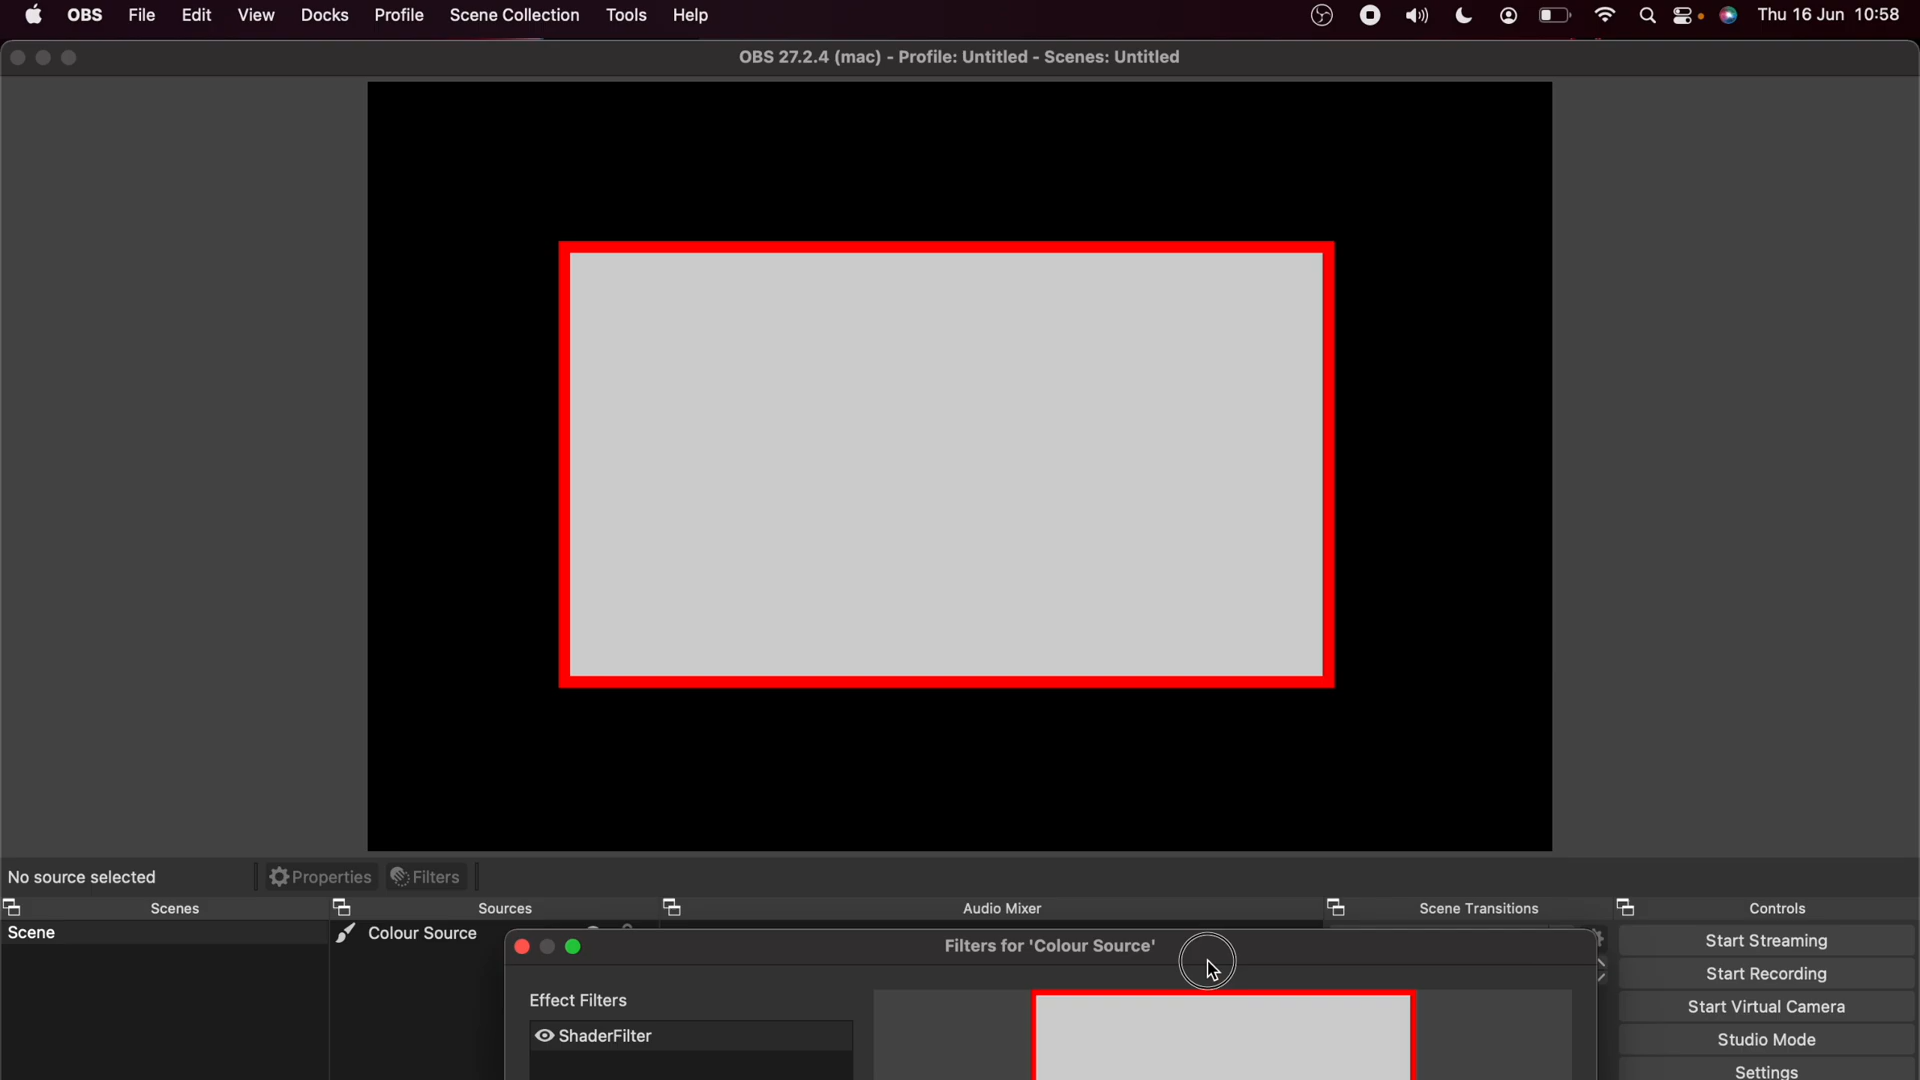 OBS File Edit View Docks Profile Scene Collection Tools Help Thu 16 Jun 10:58
OBS 27.2.4 (mac) - Profile: Untitled - Scenes: Untitled
No source selected Properties Filters
Scenes Sources Audio Mixer Scene Transitions Controls
Scene Colour Source Start Streaming
Filters for 'Colour Source'
Start Recording
Effect Filters Start Virtual Camera
ShaderFilter Studio Mode
Settings